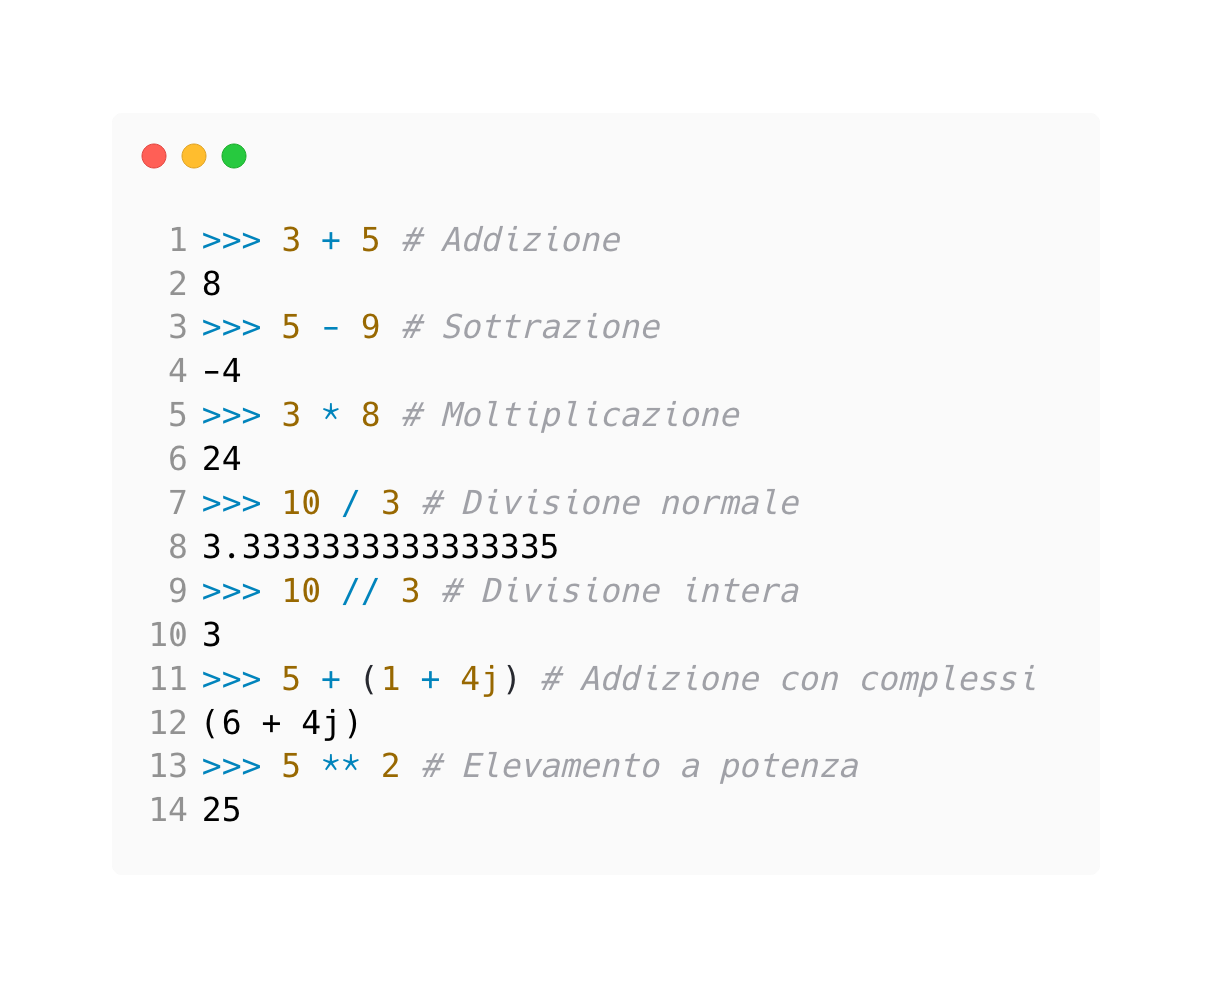 1 >>> 3 + 5 # Addizione
2 8
3 >>> 5 - 9 # Sottrazione
4 -4
5 >>> 3 * 8 # Moltiplicazione
6 24
7 >>> 10 / 3 # Divisione normale
8 3.3333333333333335
9 >>> 10 // 3 # Divisione intera
10 3
11 >>> 5 + (1 + 4j) # Addizione con complessi
12 (6 + 4j)
13 >>> 5 ** 2 # Elevamento a potenza
14 25